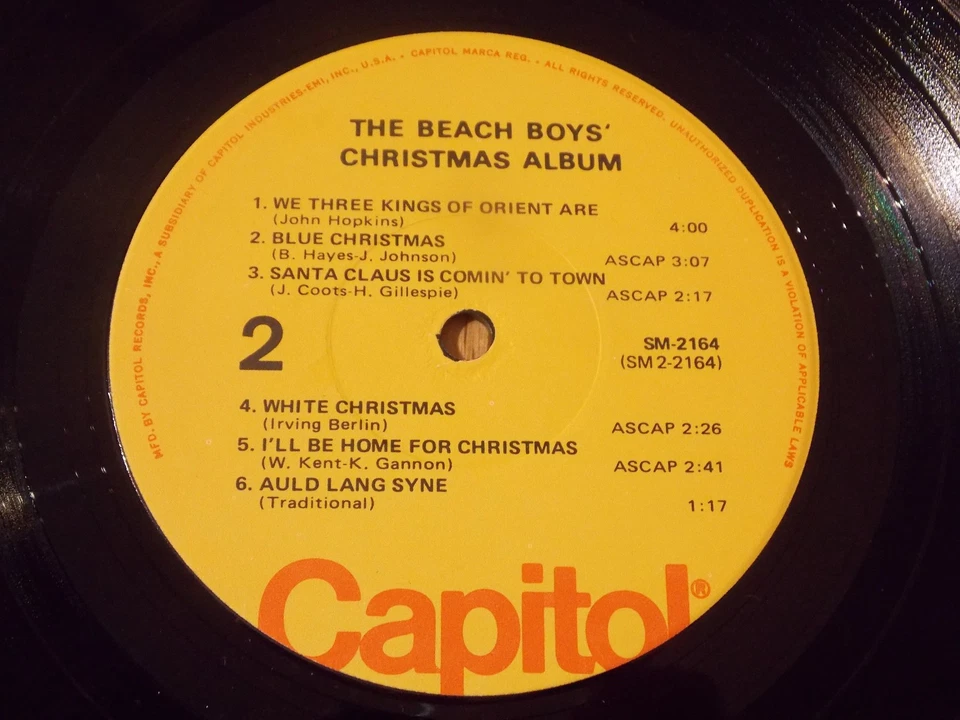 MFD. BY CAPITOL RECORDS, INC., A SUBSIDIARY OF CAPITOL INDUSTRIES-EMI, INC., U.S.A. • CAPITOL MARCA REG. • ALL RIGHTS RESERVED. UNAUTHORIZED DUPLICATION IS A VIOLATION OF APPLICABLE LAWS
THE BEACH BOYS'
CHRISTMAS ALBUM
1. WE THREE KINGS OF ORIENT ARE
(John Hopkins) 4:00
2. BLUE CHRISTMAS
(B. Hayes-J. Johnson) ASCAP 3:07
3. SANTA CLAUS IS COMIN' TO TOWN
(J. Coots-H. Gillespie) ASCAP 2:17
2
SM-2164
(SM 2-2164)
4. WHITE CHRISTMAS
(Irving Berlin) ASCAP 2:26
5. I'LL BE HOME FOR CHRISTMAS
(W. Kent-K. Gannon) ASCAP 2:41
6. AULD LANG SYNE
(Traditional) 1:17
Capitol®